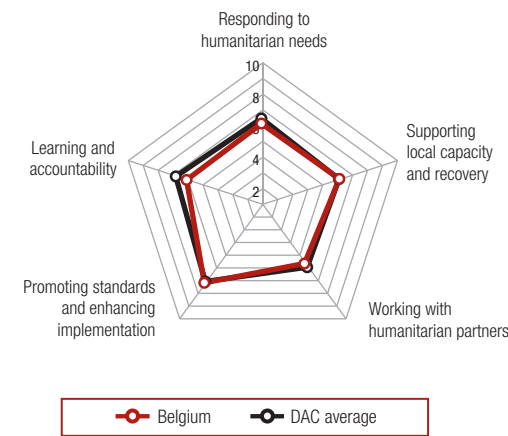 Responding to
humanitarian needs
10
8
6
4
2
Learning and
accountability
Supporting
local capacity
and recovery
Promoting standards
and enhancing
implementation
Working with
humanitarian partners
Belgium
DAC average